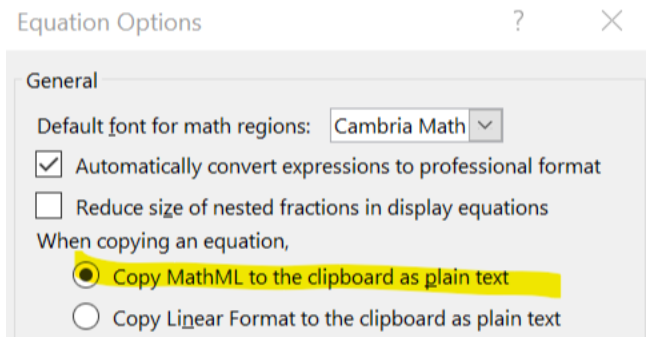 Equation Options ?
General
Default font for math regions: Cambria Math
Automatically convert expressions to professional format
Reduce size of nested fractions in display equations
When copying an equation,
Copy MathML to the clipboard as plain text
Copy Linear Format to the clipboard as plain text